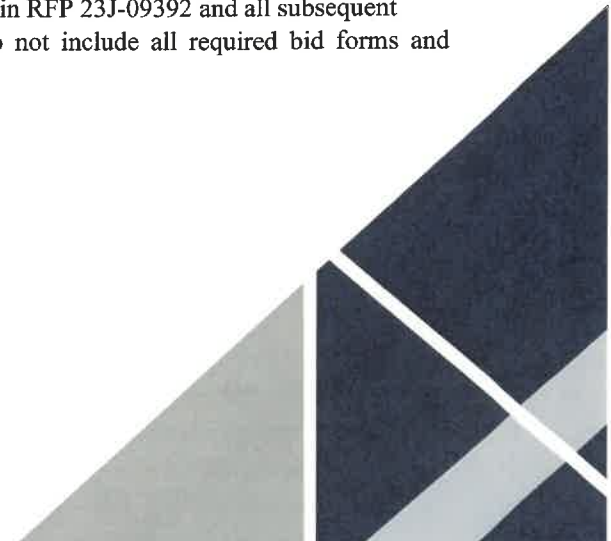 in RFP 23J-09392 and all subsequent
not include all required bid forms and